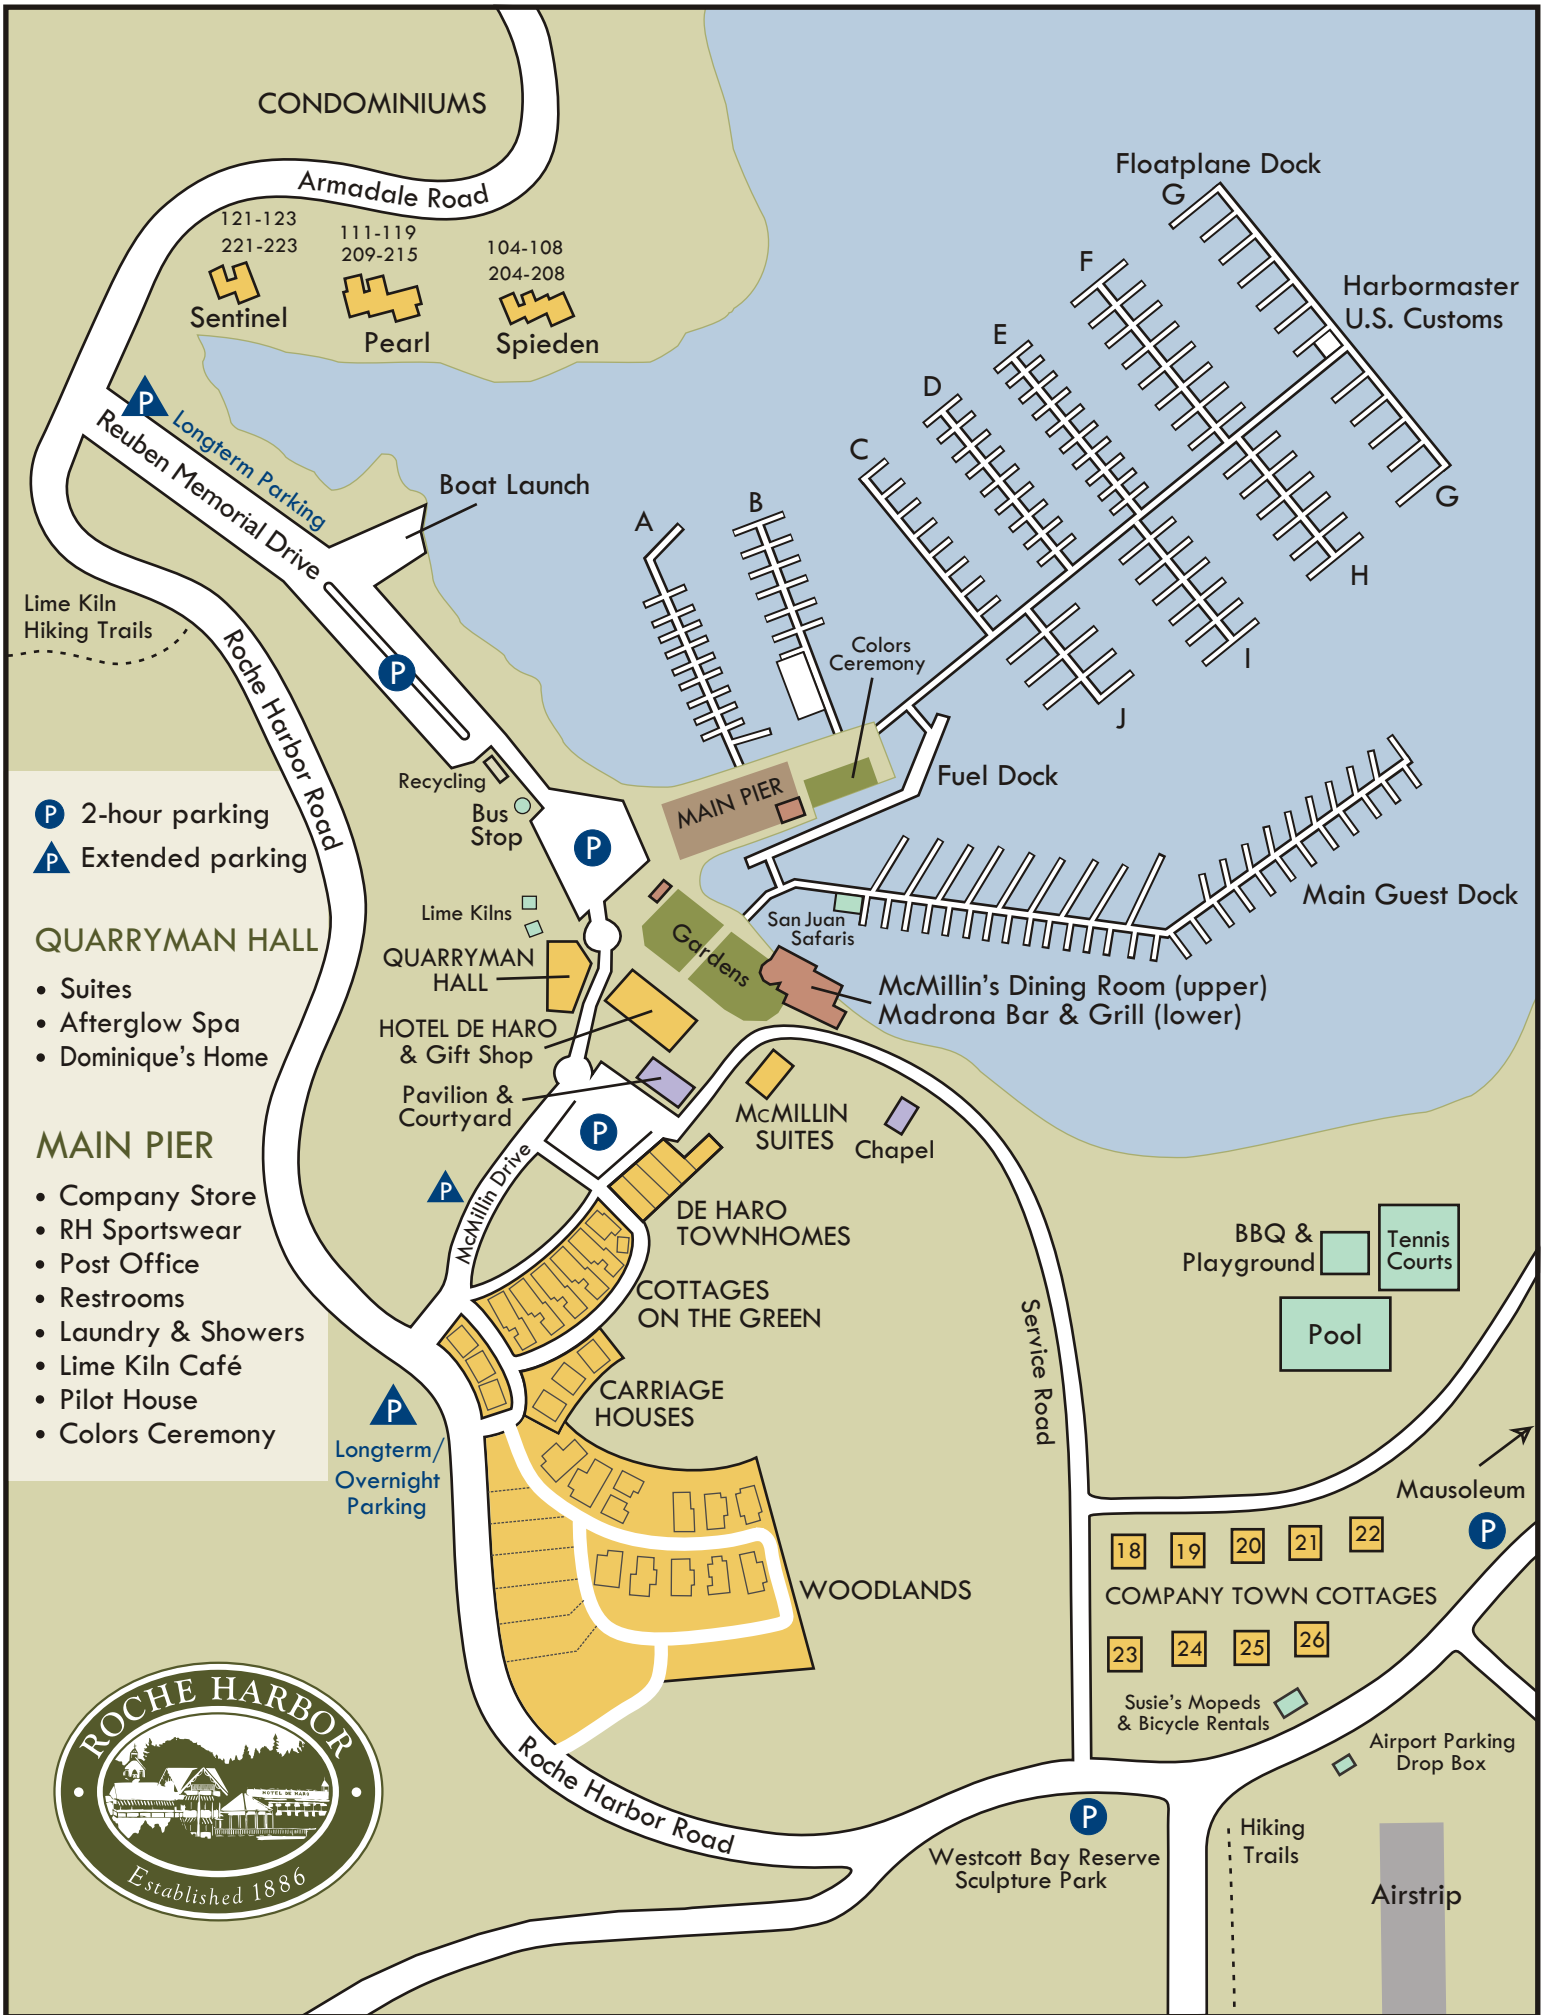 CONDOMINIUMS
Armadale Road
121-123
221-223
Sentinel
111-119
209-215
Pearl
104-108
204-208
Spieden
Floatplane Dock
G
F
E
D
C
B
A
Harbormaster
U.S. Customs
G
H
I
J
P
Longterm Parking
Reuben Memorial Drive
Boat Launch
Lime Kiln
Hiking Trails
Roche Harbor Road
P
Colors
Ceremony
Recycling
Bus
Stop
P
MAIN PIER
Fuel Dock
Main Guest Dock
San Juan
Safaris
Lime Kilns
QUARRYMAN
HALL
Gardens
McMillin's Dining Room (upper)
Madrona Bar & Grill (lower)
HOTEL DE HARO
& Gift Shop
Pavilion &
Courtyard
P
McMILLIN
SUITES
Chapel
P
McMillin Drive
DE HARO
TOWNHOMES
COTTAGES
ON THE GREEN
CARRIAGE
HOUSES
P
Longterm/
Overnight
Parking
WOODLANDS
Service Road
BBQ &
Playground
Tennis
Courts
Pool
Mausoleum
P
18
19
20
21
22
COMPANY TOWN COTTAGES
23
24
25
26
Susie's Mopeds
& Bicycle Rentals
Airport Parking
Drop Box
Hiking
Trails
Airstrip
P
Westcott Bay Reserve
Sculpture Park
Roche Harbor Road
P 2-hour parking
P Extended parking
QUARRYMAN HALL
• Suites
• Afterglow Spa
• Dominique's Home
MAIN PIER
• Company Store
• RH Sportswear
• Post Office
• Restrooms
• Laundry & Showers
• Lime Kiln Café
• Pilot House
• Colors Ceremony
ROCHE HARBOR
HOTEL DE HARO
Established 1886